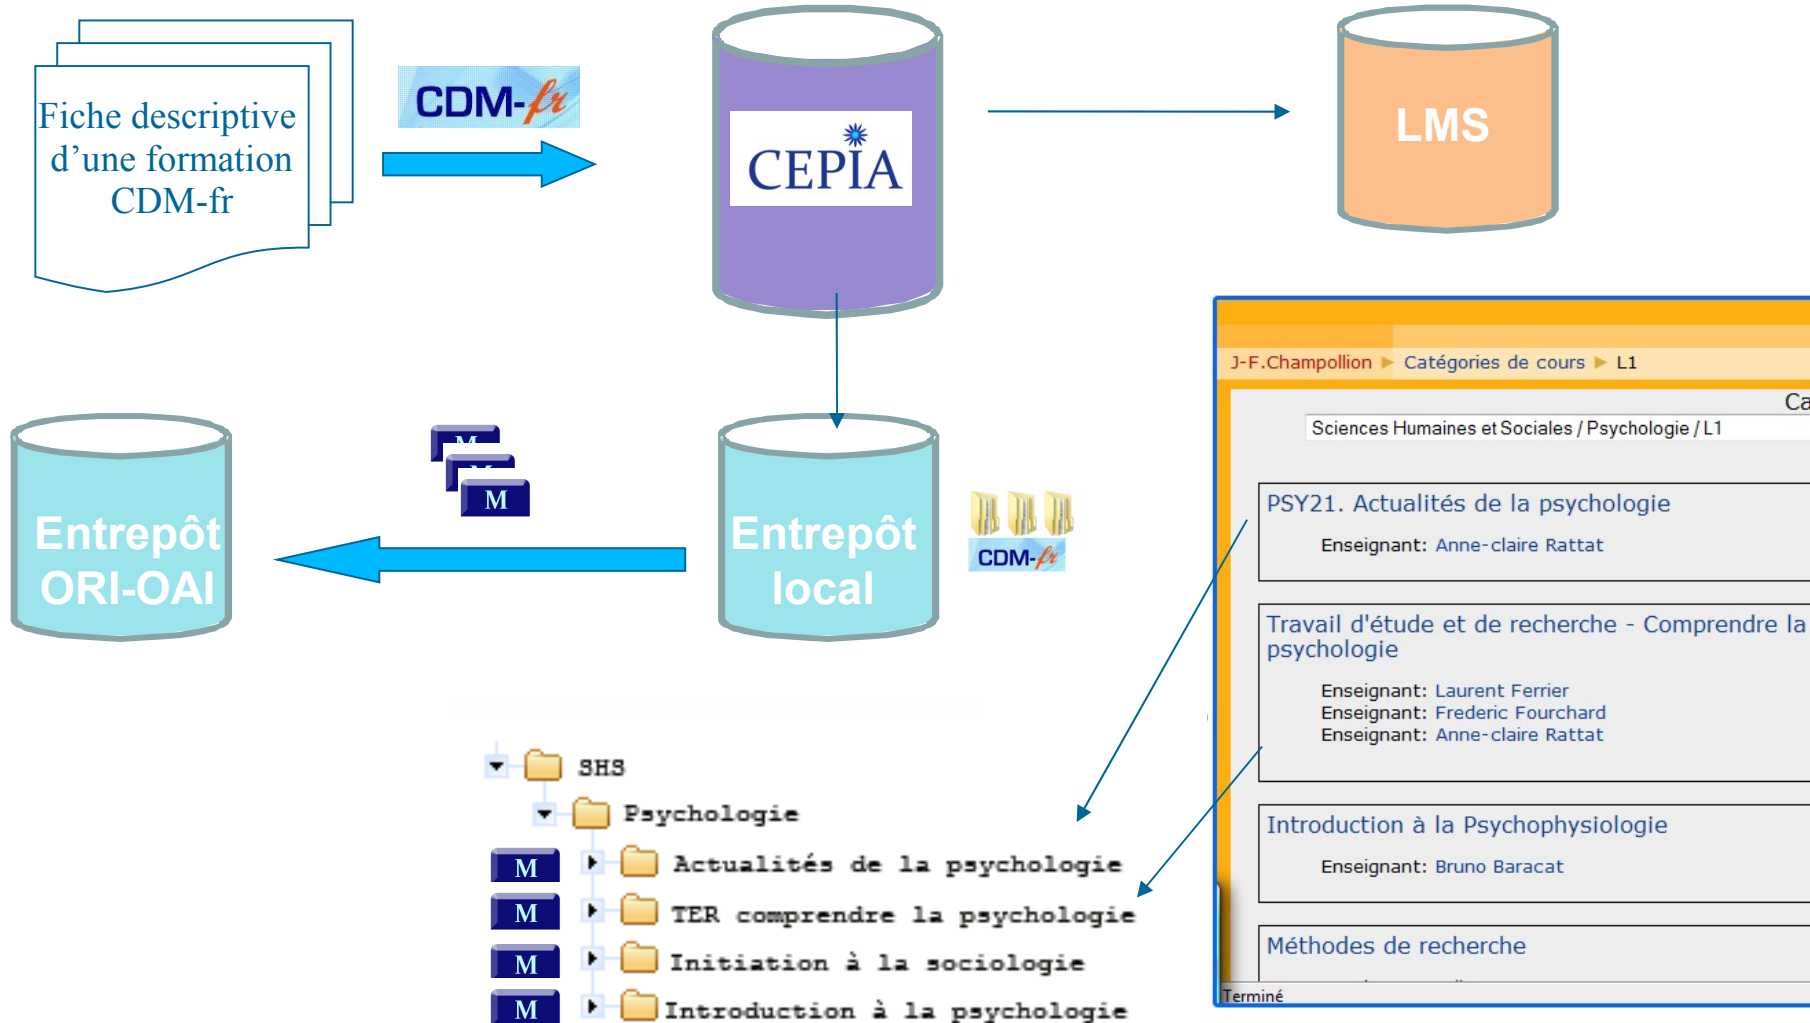 Fiche descriptive
d’une formation
CDM-fr
CDM-fr
CEPIA
LMS
Entrepôt
ORI-OAI
M
M
M
Entrepôt
local
CDM-fr
J-F.Champollion ► Catégories de cours ► L1
Ca
Sciences Humaines et Sociales / Psychologie / L1
PSY21. Actualités de la psychologie
Enseignant: Anne-claire Rattat
Travail d'étude et de recherche - Comprendre la
psychologie
Enseignant: Laurent Ferrier
Enseignant: Frederic Fourchard
Enseignant: Anne-claire Rattat
Introduction à la Psychophysiologie
Enseignant: Bruno Baracat
Méthodes de recherche
Terminé
SHS
Psychologie
M Actualités de la psychologie
M TER comprendre la psychologie
M Initiation à la sociologie
M Introduction à la psychologie